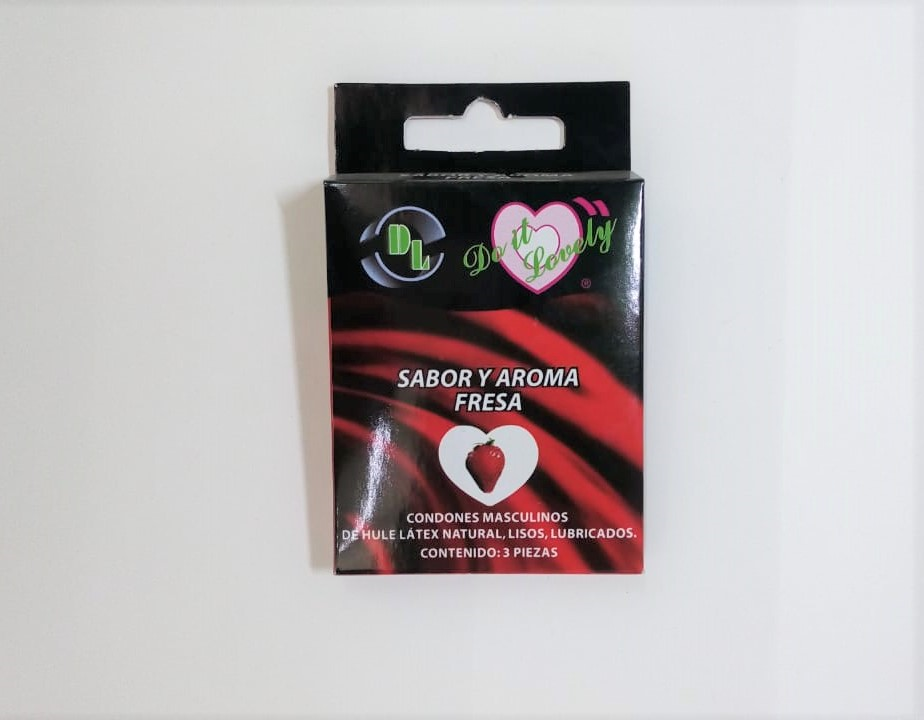 DL
Do it
Lovely
®
SABOR Y AROMA
FRESA
CONDONES MASCULINOS
DE HULE LÁTEX NATURAL, LISOS, LUBRICADOS.
CONTENIDO: 3 PIEZAS